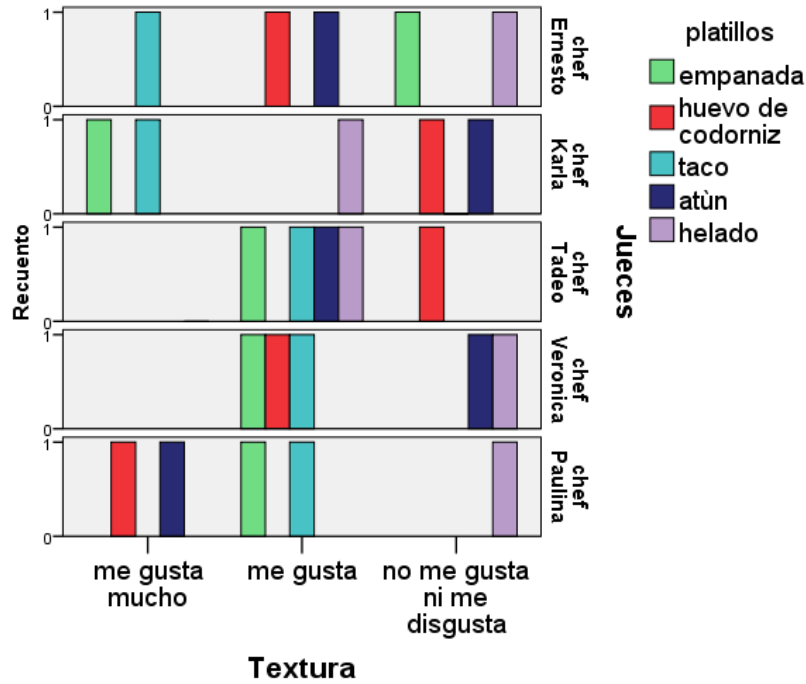 1
0
chef
Ernesto
1
0
chef
Karla
1
0
chef
Tadeo
1
0
chef
Veronica
1
0
chef
Paulina
Recuento
Jueces
me gusta
mucho
me gusta
no me gusta
ni me
disgusta
Textura
platillos
empanada
huevo de
codorniz
taco
atùn
helado